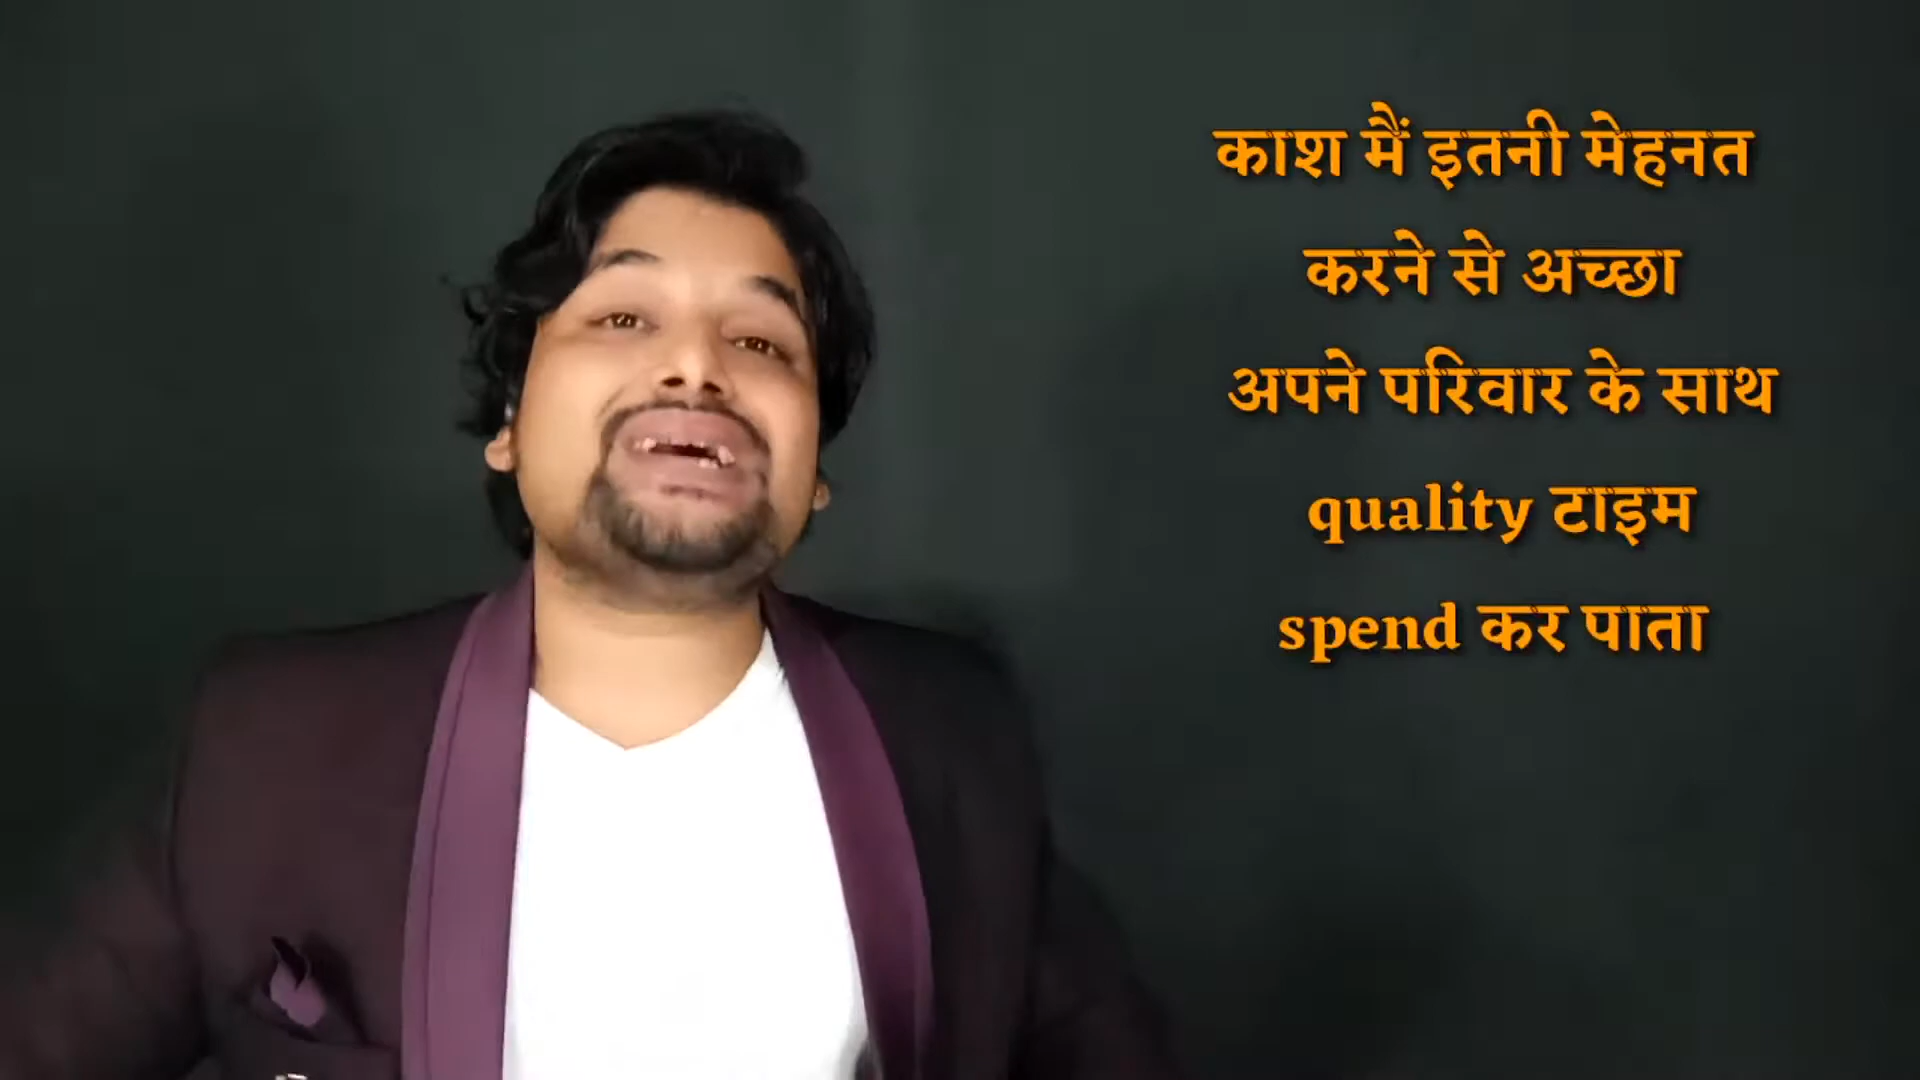 काश मैं इतनी मेहनत
करने से अच्छा
अपने परिवार के साथ
quality टाइम
spend कर पाता